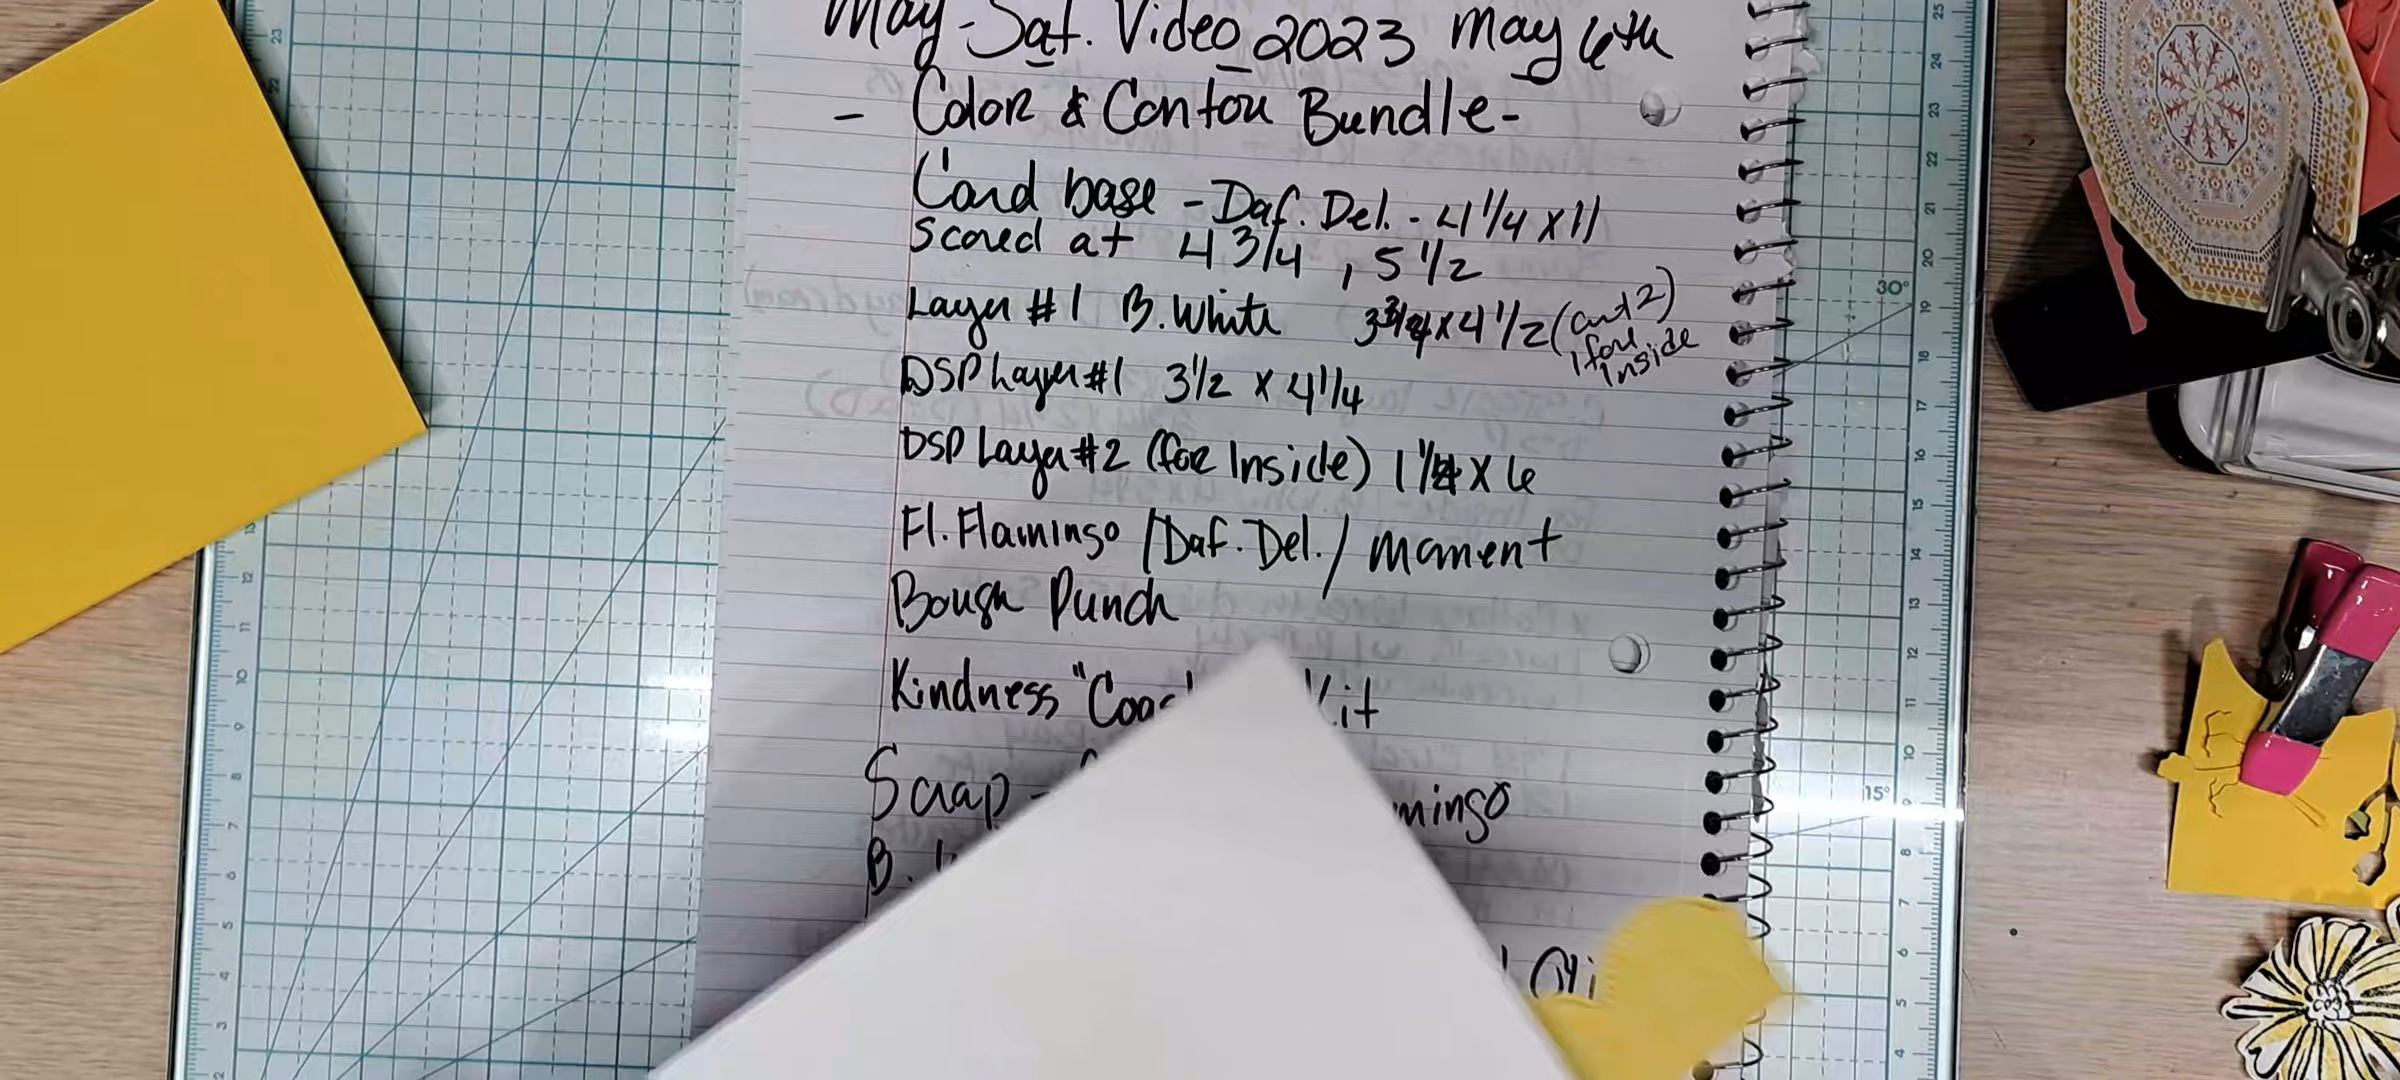 May - Sat. Video 2023 May 6th
- Color & Contou Bundle -
Card base - Daf. Del. - 4 1/4 x 11
Scored at 4 3/4 , 5 1/2
Layer #1 B. White 3 3/4 x 4 1/2 (cut 2)
1 for
inside
DSP Layer #1 3 1/2 x 4 1/4
DSP Layer #2 (for Inside) 1 1/4 x 6
Fl. Flamingo / Daf. Del. / moment
Bough Punch
Kindness "Coa Kit
Scrap - mingo
B.